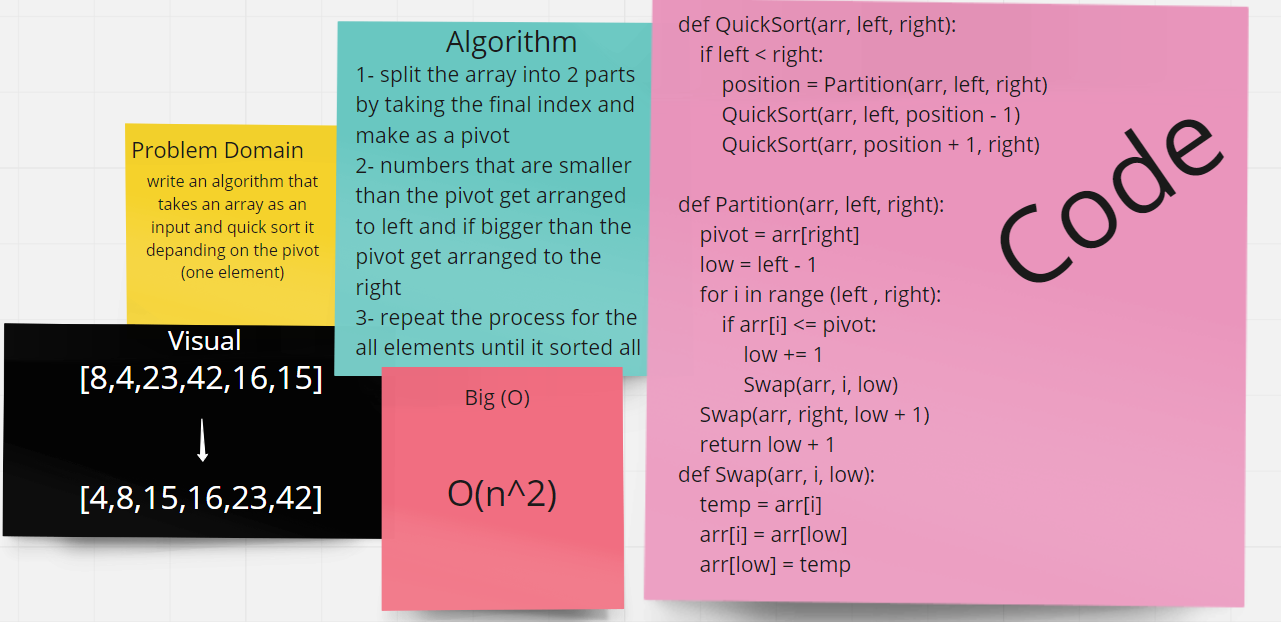 Problem Domain
write an algorithm that
takes an array as an
input and quick sort it
depanding on the pivot
(one element)
Algorithm
1- split the array into 2 parts
by taking the final index and
make as a pivot
2- numbers that are smaller
than the pivot get arranged
to left and if bigger than the
pivot get arranged to the
right
3- repeat the process for the
all elements until it sorted all
Visual
[8,4,23,42,16,15]
[4,8,15,16,23,42]
Big (O)
O(n^2)
Code
def QuickSort(arr, left, right):
if left < right:
position = Partition(arr, left, right)
QuickSort(arr, left, position - 1)
QuickSort(arr, position + 1, right)
def Partition(arr, left, right):
pivot = arr[right]
low = left - 1
for i in range (left , right):
if arr[i] <= pivot:
low += 1
Swap(arr, i, low)
Swap(arr, right, low + 1)
return low + 1
def Swap(arr, i, low):
temp = arr[i]
arr[i] = arr[low]
arr[low] = temp